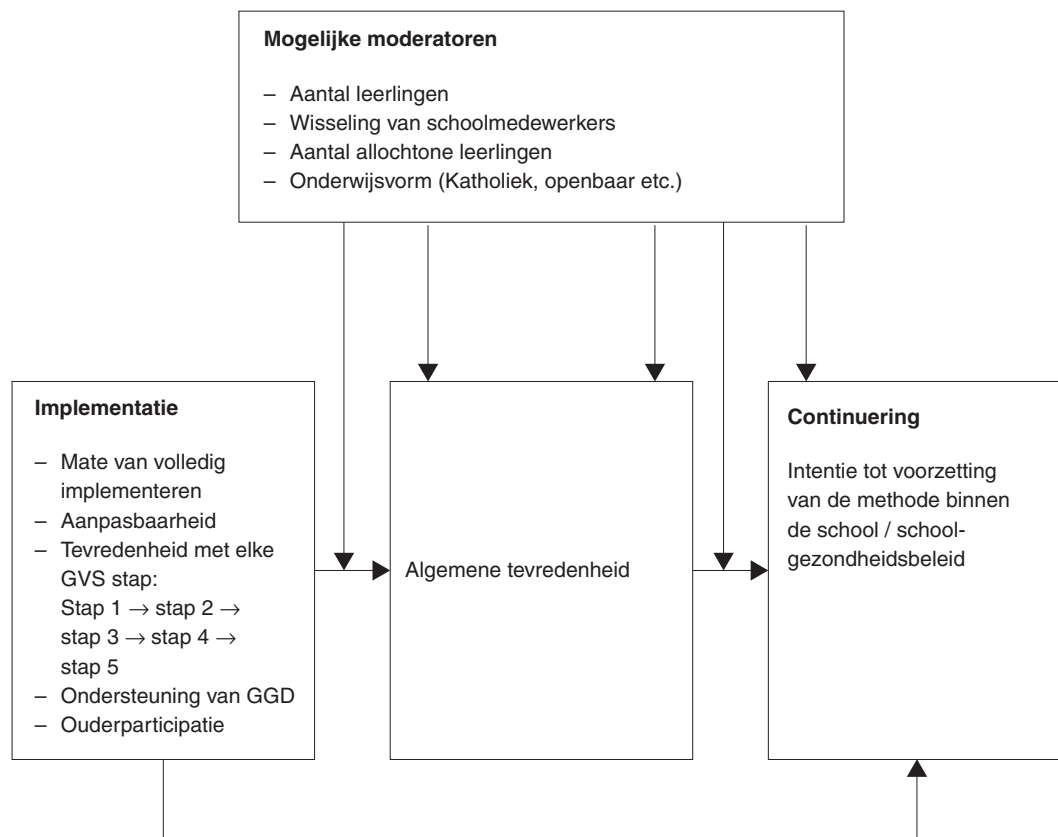 Mogelijke moderatoren
– Aantal leerlingen
– Wisseling van schoolmedewerkers
– Aantal allochtone leerlingen
– Onderwijsvorm (Katholiek, openbaar etc.)
Implementatie
– Mate van volledig
implementeren
– Aanpasbaarheid
– Tevredenheid met elke
GVS stap:
Stap 1 → stap 2 →
stap 3 → stap 4 →
stap 5
– Ondersteuning van GGD
– Ouderparticipatie
Algemene tevredenheid
Continuering
Intentie tot voorzetting
van de methode binnen
de school / school-
gezondheidsbeleid